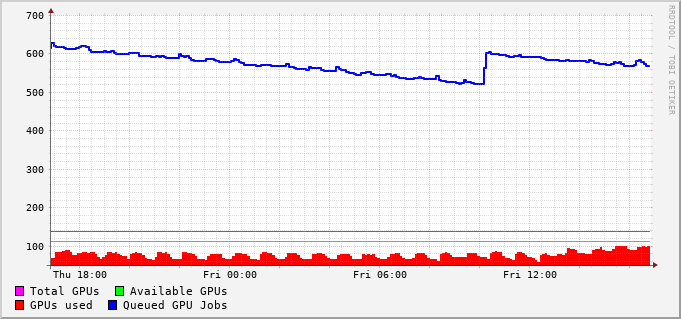 700
600
500
400
300
200
100
Thu 18:00 Fri 00:00 Fri 06:00 Fri 12:00
Total GPUs Available GPUs
GPUs used Queued GPU Jobs
RRDTOOL / TOBI OETIKER